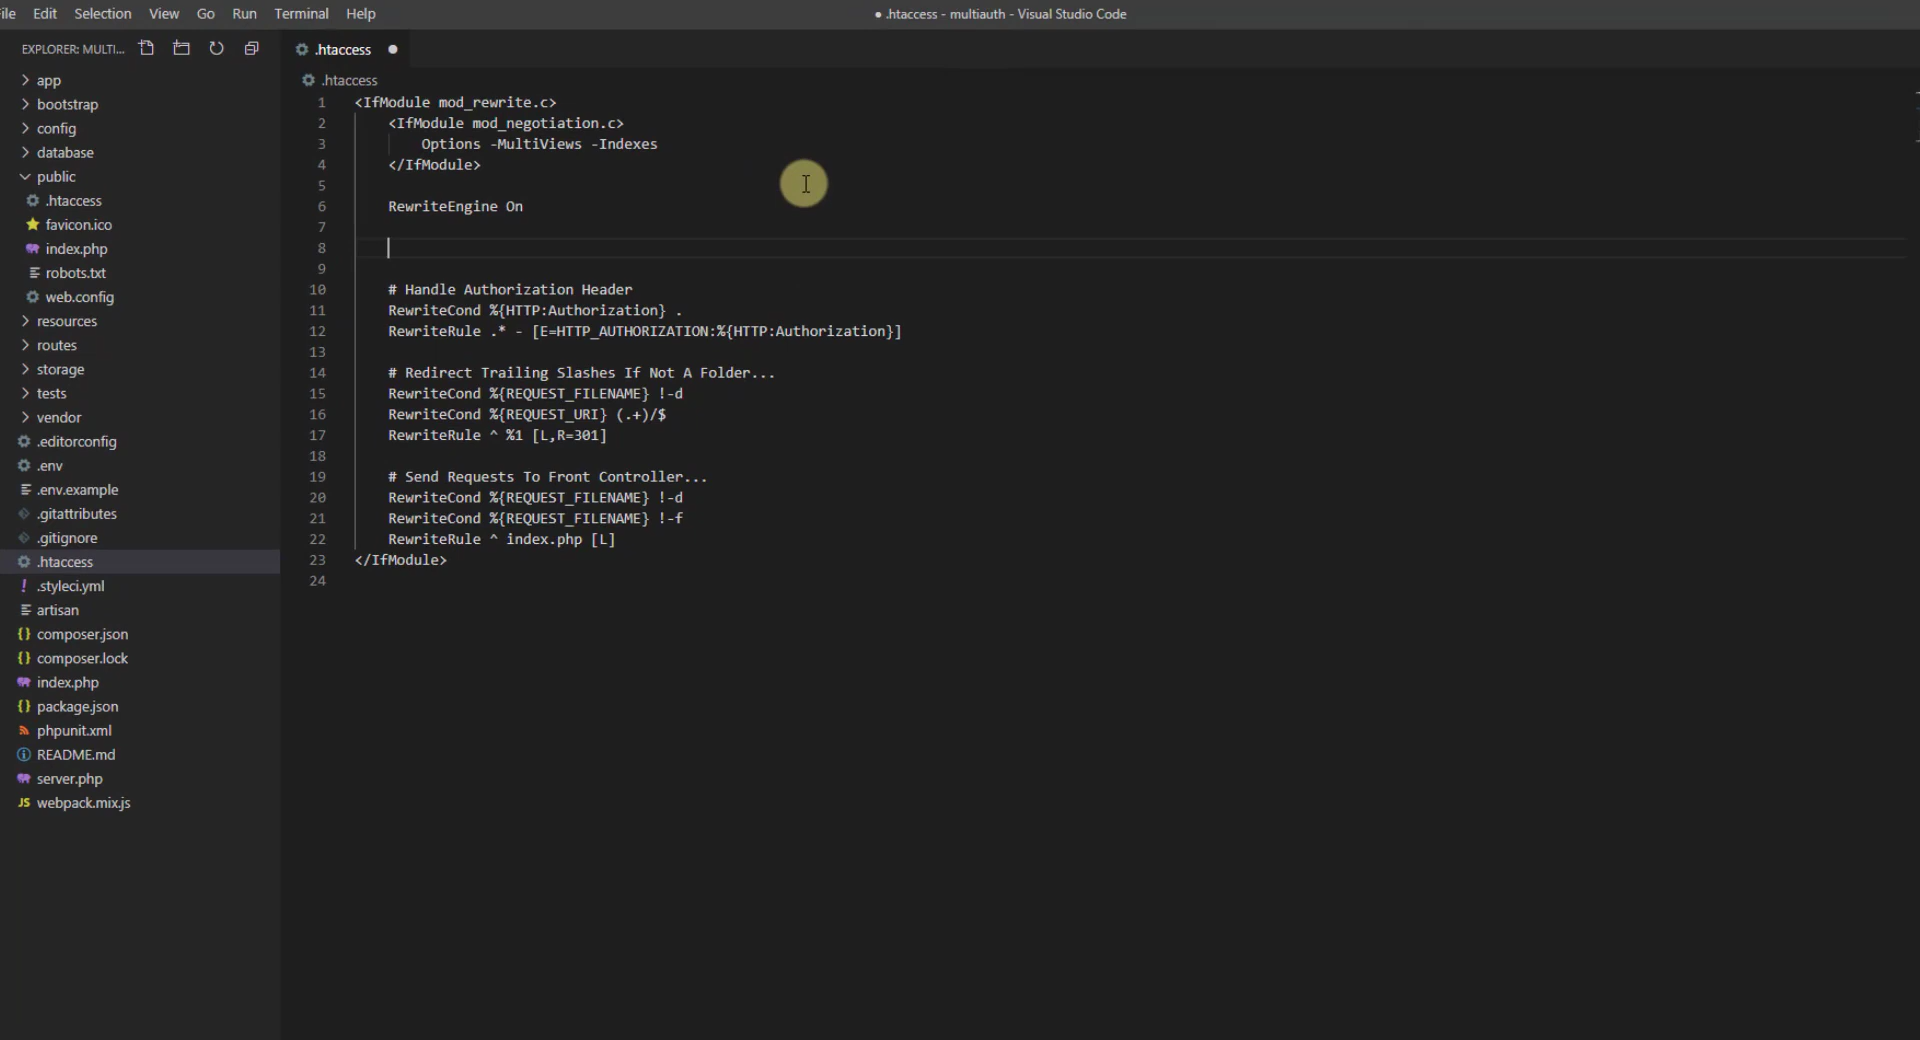 ile Edit Selection View Go Run Terminal Help
● .htaccess - multiauth - Visual Studio Code
EXPLORER: MULTI...
app
bootstrap
config
database
public
.htaccess
favicon.ico
index.php
robots.txt
web.config
resources
routes
storage
tests
vendor
.editorconfig
.env
.env.example
.gitattributes
.gitignore
.htaccess
.styleci.yml
artisan
composer.json
composer.lock
index.php
package.json
phpunit.xml
README.md
server.php
JS webpack.mix.js
.htaccess
.htaccess
1 <IfModule mod_rewrite.c>
2 <IfModule mod_negotiation.c>
3 Options -MultiViews -Indexes
4 </IfModule>
5
6 RewriteEngine On
7
8
9
10 # Handle Authorization Header
11 RewriteCond %{HTTP:Authorization} .
12 RewriteRule .* - [E=HTTP_AUTHORIZATION:%{HTTP:Authorization}]
13
14 # Redirect Trailing Slashes If Not A Folder...
15 RewriteCond %{REQUEST_FILENAME} !-d
16 RewriteCond %{REQUEST_URI} (.+)/$
17 RewriteRule ^ %1 [L,R=301]
18
19 # Send Requests To Front Controller...
20 RewriteCond %{REQUEST_FILENAME} !-d
21 RewriteCond %{REQUEST_FILENAME} !-f
22 RewriteRule ^ index.php [L]
23 </IfModule>
24